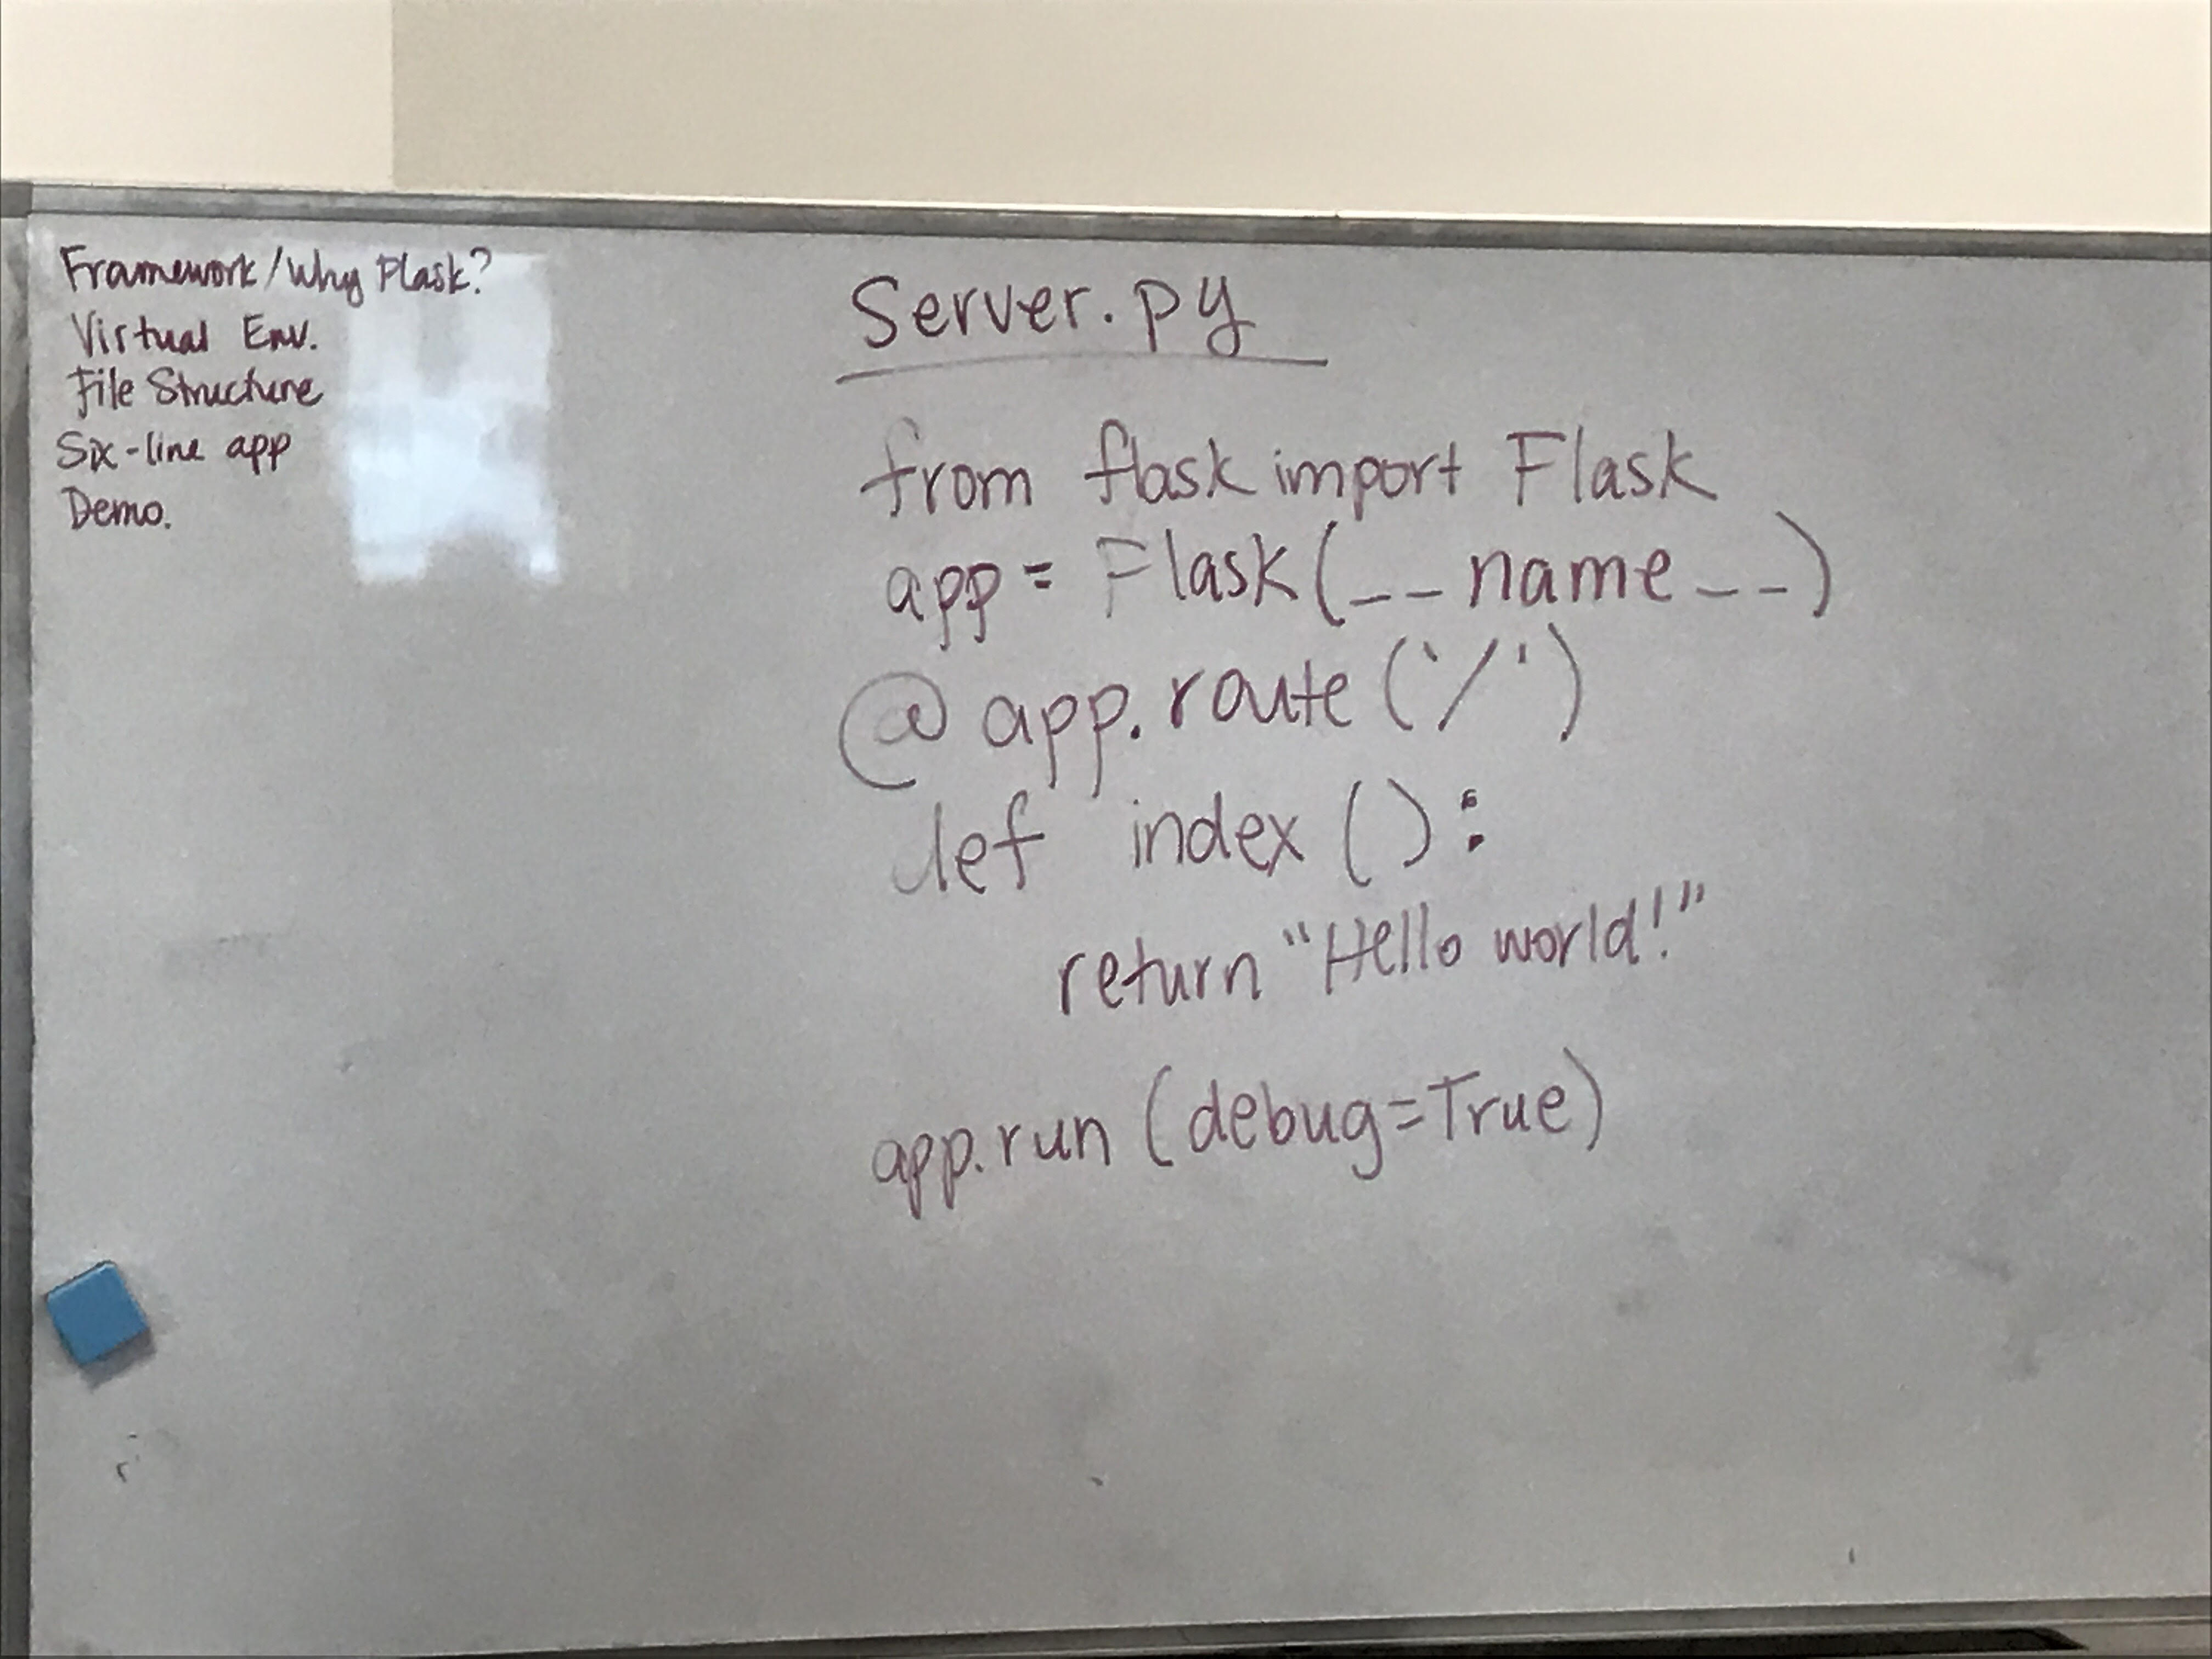 Framework/Why Flask?
Virtual Env.
File Structure
Six-line app
Demo.
Server.py
from flask import Flask
app = Flask(__name__)
@app.route('/')
def index():
return "Hello world!"
app.run(debug=True)